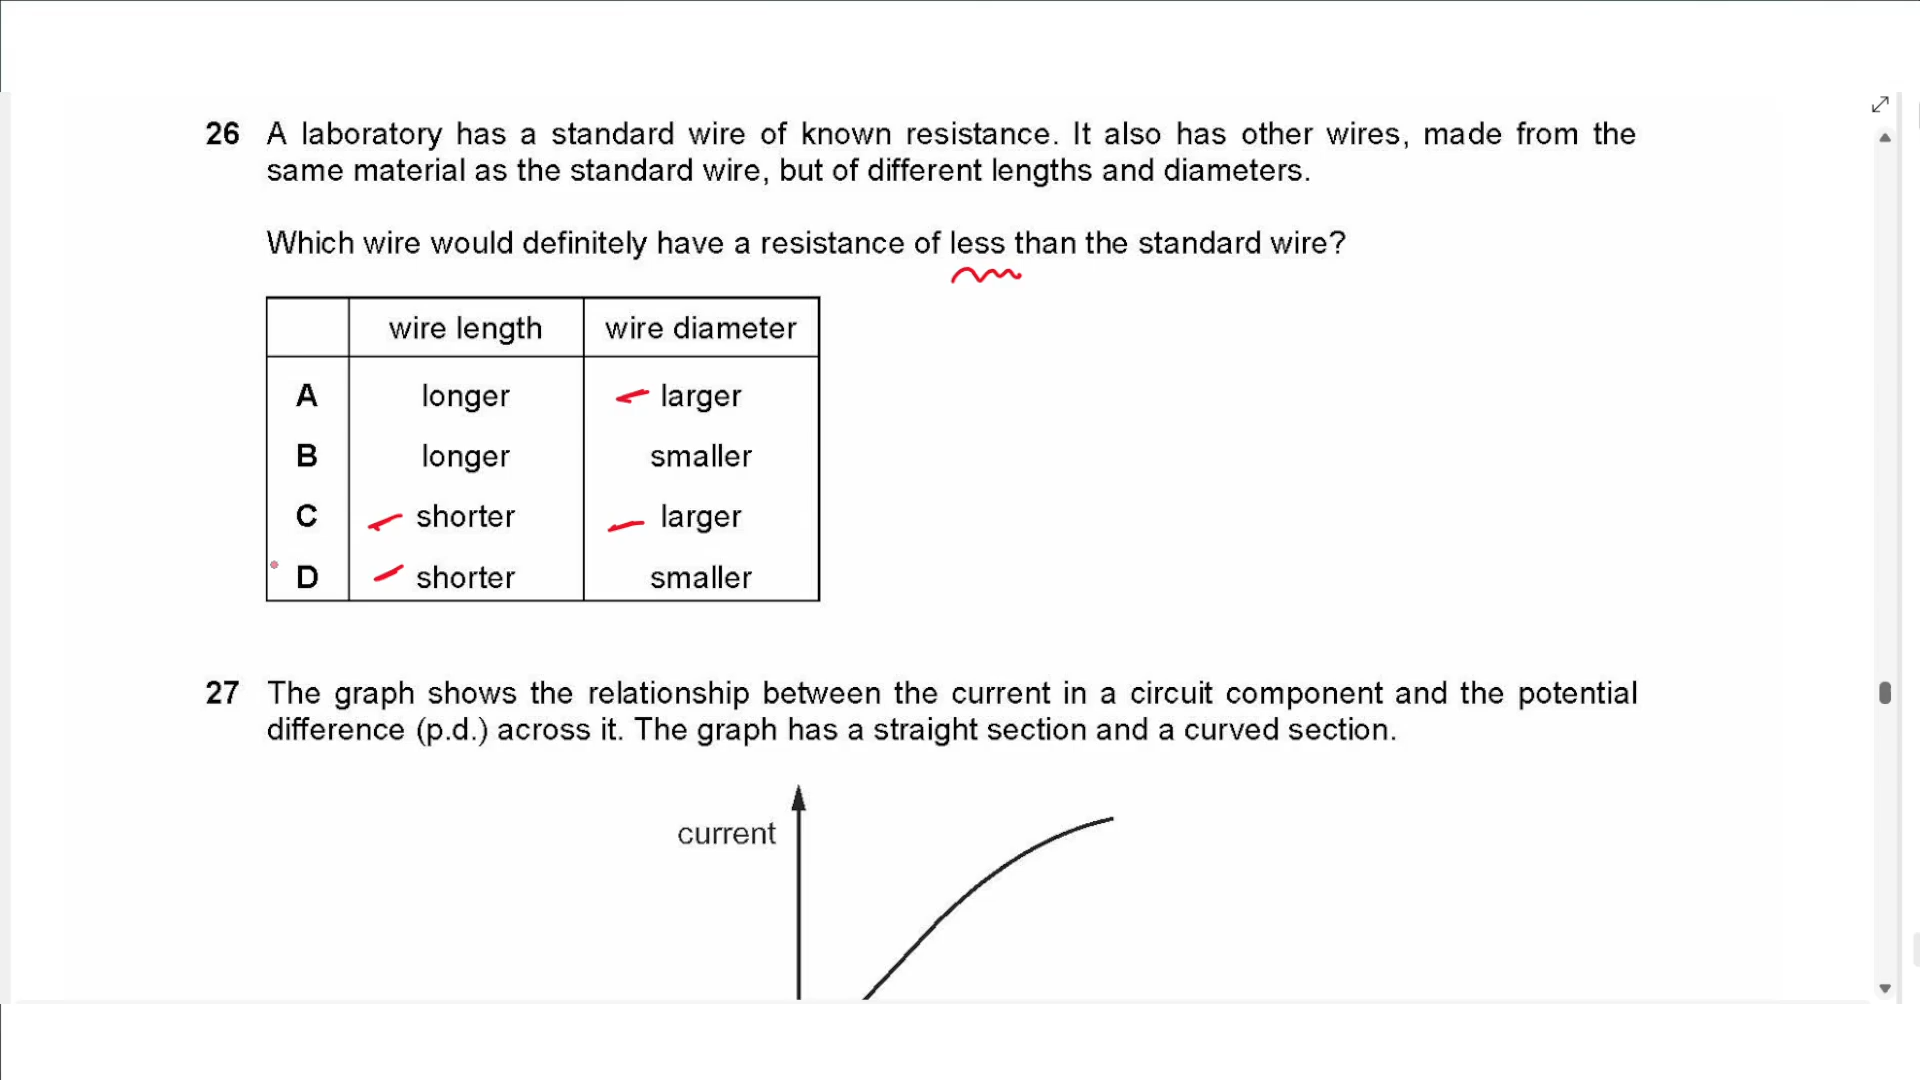 26 A laboratory has a standard wire of known resistance. It also has other wires, made from the
same material as the standard wire, but of different lengths and diameters.
Which wire would definitely have a resistance of less than the standard wire?
wire length wire diameter
A longer larger
B longer smaller
C shorter larger
D shorter smaller
27 The graph shows the relationship between the current in a circuit component and the potential
difference (p.d.) across it. The graph has a straight section and a curved section.
current